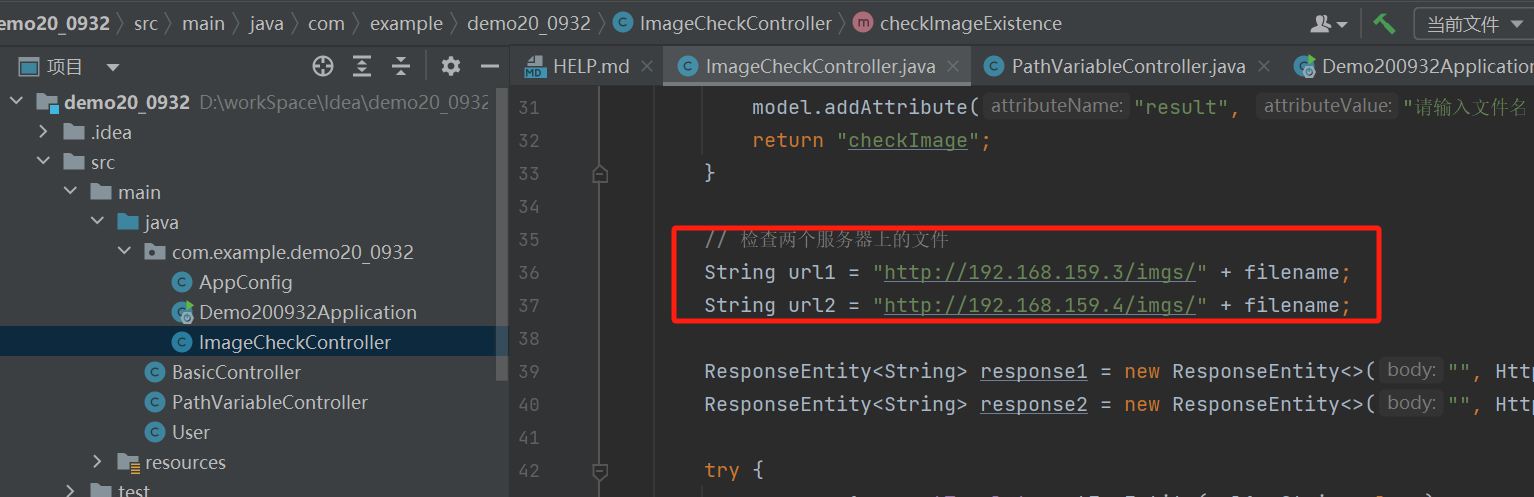 emo20_0932 src main java com example demo20_0932 ImageCheckController checkImageExistence 当前文件
项目 HELP.md ImageCheckController.java PathVariableController.java Demo200932Application
demo20_0932 D:\workSpace\Idea\demo20_0932
.idea
src
main
java
com.example.demo20_0932
AppConfig
Demo200932Application
ImageCheckController
BasicController
PathVariableController
User
resources
test
31 model.addAttribute( attributeName: "result", attributeValue: "请输入文件名
32 return "checkImage";
33 }
34
35 // 检查两个服务器上的文件
36 String url1 = "http://192.168.159.3/imgs/" + filename;
37 String url2 = "http://192.168.159.4/imgs/" + filename;
38
39 ResponseEntity<String> response1 = new ResponseEntity<>( body: "", Htt
40 ResponseEntity<String> response2 = new ResponseEntity<>( body: "", Htt
41
42 try {